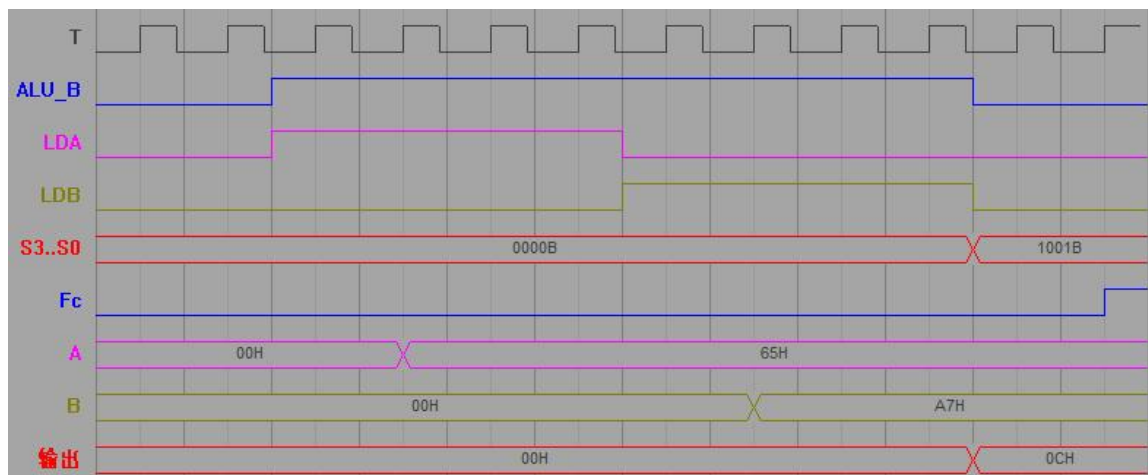 T
ALU_B
LDA
LDB
S3..S0 0000B 1001B
Fc
A 00H 65H
B 00H A7H
输出 00H 0CH